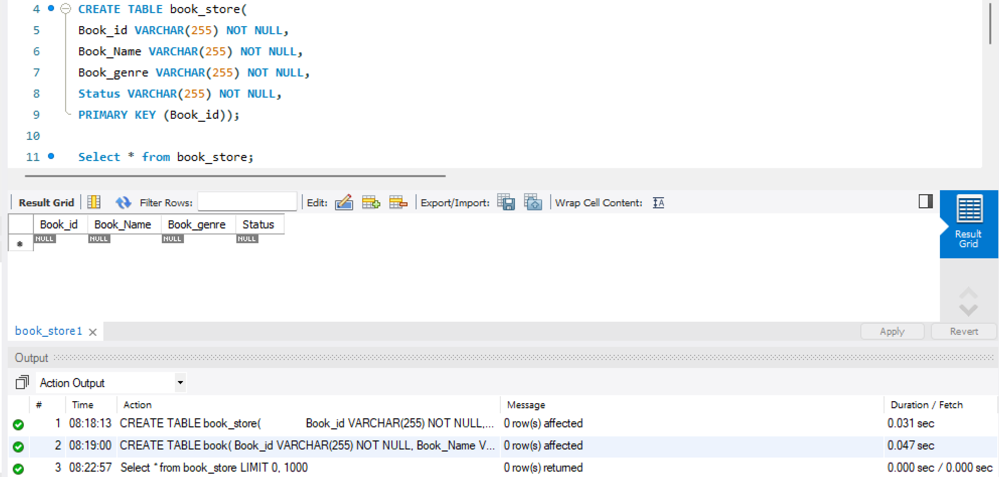 4 CREATE TABLE book_store(
5 Book_id VARCHAR(255) NOT NULL,
6 Book_Name VARCHAR(255) NOT NULL,
7 Book_genre VARCHAR(255) NOT NULL,
8 Status VARCHAR(255) NOT NULL,
9 PRIMARY KEY (Book_id));
10
11 Select * from book_store;
Result Grid Filter Rows: Edit: Export/Import: Wrap Cell Content:
Book_id Book_Name Book_genre Status
NULL NULL NULL NULL
Result
Grid
book_store1
Apply Revert
Output
Action Output
# Time Action Message Duration / Fetch
1 08:18:13 CREATE TABLE book_store( Book_id VARCHAR(255) NOT NULL,... 0 row(s) affected 0.031 sec
2 08:19:00 CREATE TABLE book( Book_id VARCHAR(255) NOT NULL, Book_Name V... 0 row(s) affected 0.047 sec
3 08:22:57 Select * from book_store LIMIT 0, 1000 0 row(s) returned 0.000 sec / 0.000 sec